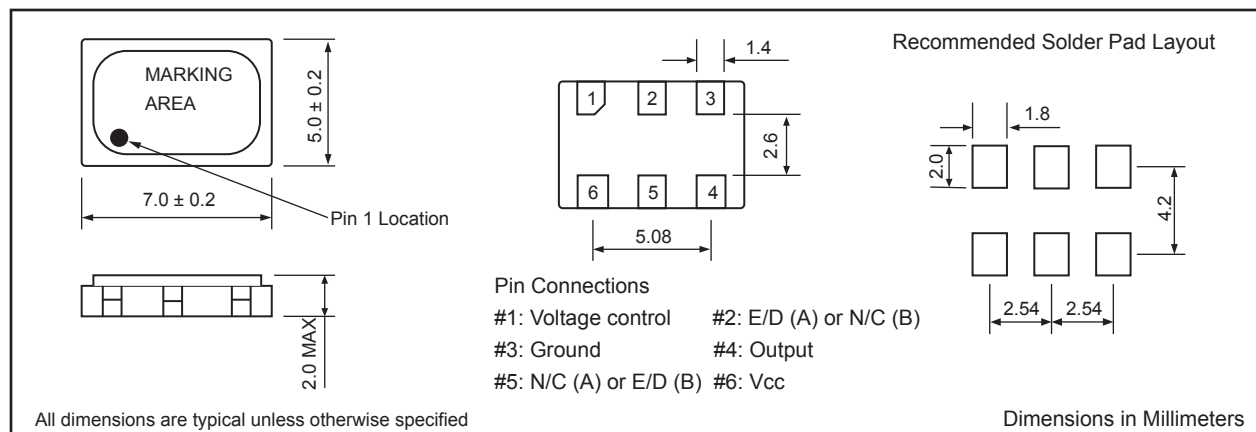 MARKING
AREA
5.0 ± 0.2
7.0 ± 0.2
Pin 1 Location
2.0 MAX
All dimensions are typical unless otherwise specified
1.4
1 2 3
2.6
6 5 4
5.08
Pin Connections
#1: Voltage control #2: E/D (A) or N/C (B)
#3: Ground #4: Output
#5: N/C (A) or E/D (B) #6: Vcc
Recommended Solder Pad Layout
1.8
2.0
4.2
2.54 2.54
Dimensions in Millimeters